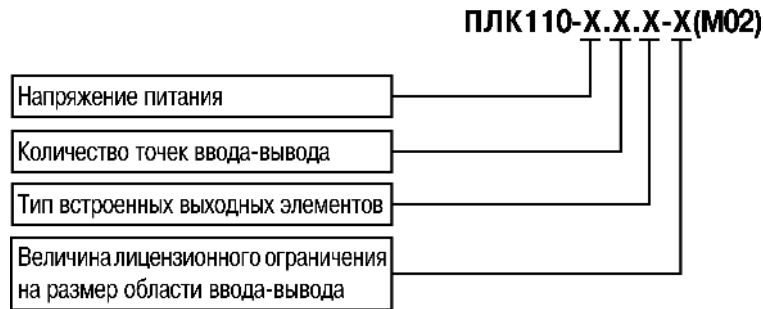 ПЛК110-Х.Х.Х-Х(М02)
Напряжение питания
Количество точек ввода-вывода
Тип встроенных выходных элементов
Величина лицензионного ограничения
на размер области ввода-вывода